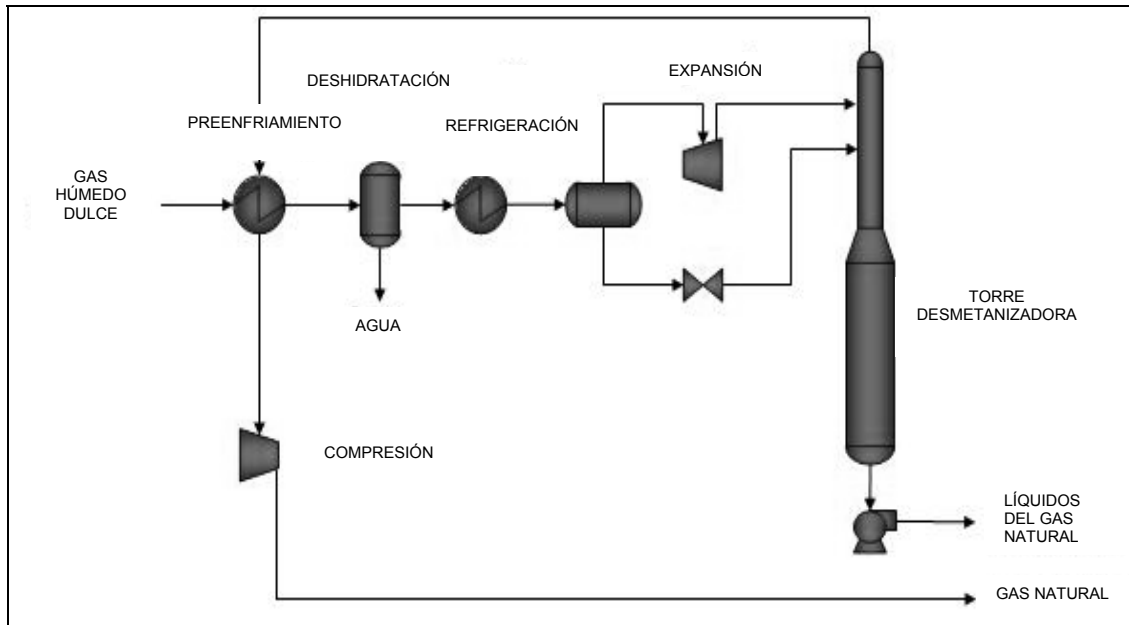 DESHIDRATACIÓN
EXPANSIÓN
PREENFRIAMIENTO
REFRIGERACIÓN
GAS
HÚMEDO
DULCE
TORRE
DESMETANIZADORA
AGUA
COMPRESIÓN
LÍQUIDOS
DEL GAS
NATURAL
GAS NATURAL